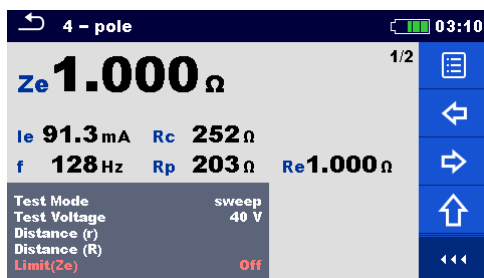 4 – pole 03:10
1/2
Ze 1.000 Ω
Ie 91.3 mA Rc 252 Ω
f 128 Hz Rp 203 Ω Re 1.000 Ω
Test Mode sweep
Test Voltage 40 V
Distance (r)
Distance (R)
Limit(Ze) Off